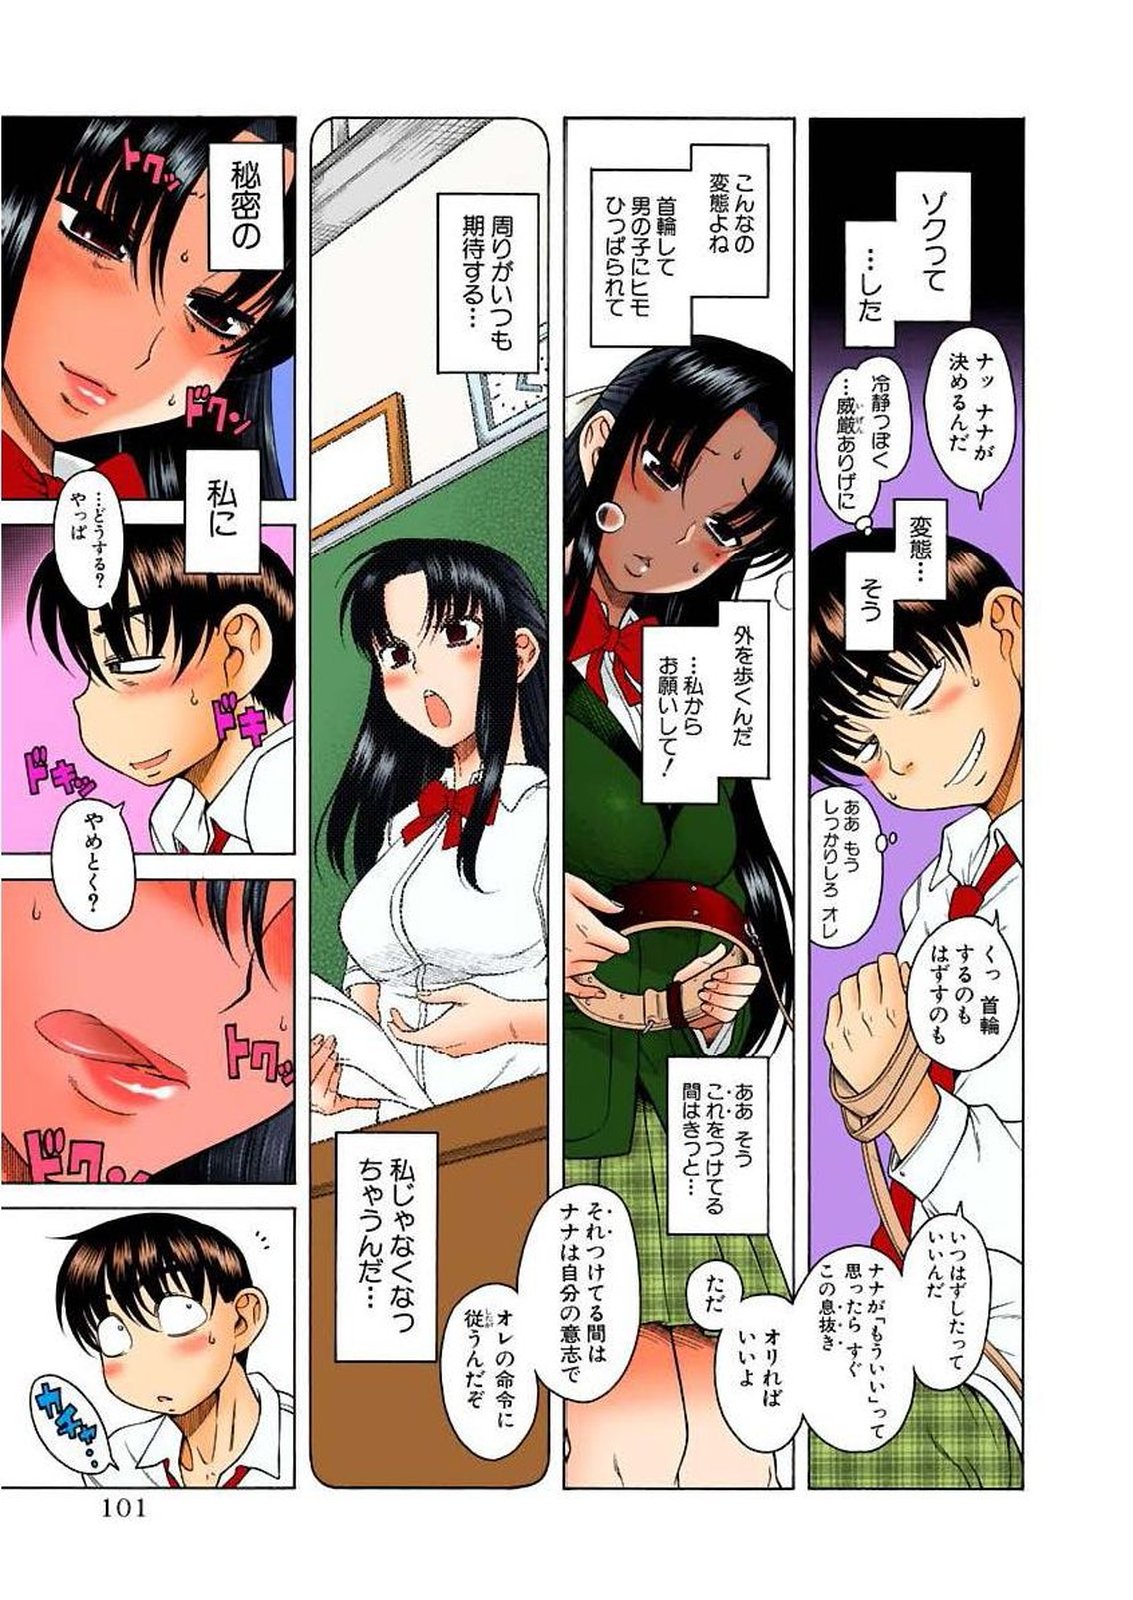 ゾクって
…した
ナッ ナナが
決めるんだ
冷静っぽく
…威厳ありげに
いげん
変態…
そう
ああ もう
しっかりしろ オレ
くっ 首輪
するのも
はずすのも
いつはずしたって
いいんだ
ナナが「もういい」って
思ったら すぐ
この息抜き
オリれば
いいよ
こんなの
変態よね
首輪して
男の子にヒモ
ひっぱられて
外を歩くんだ
…私から
お願いして!
ああ そう
これをつけてる
間はきっと…
ただ
それつけてる間は
ナナは自分の意志で
オレの命令に
従うんだぞ
したが
周りがいつも
期待する…
私じゃなくなっ
ちゃうんだ…
秘密の
トクッ
ドクン
私に
…どうする?
やっぱ
ドキ
ドキッ
やめとく?
トクッ
ドクン
カチャ…
101